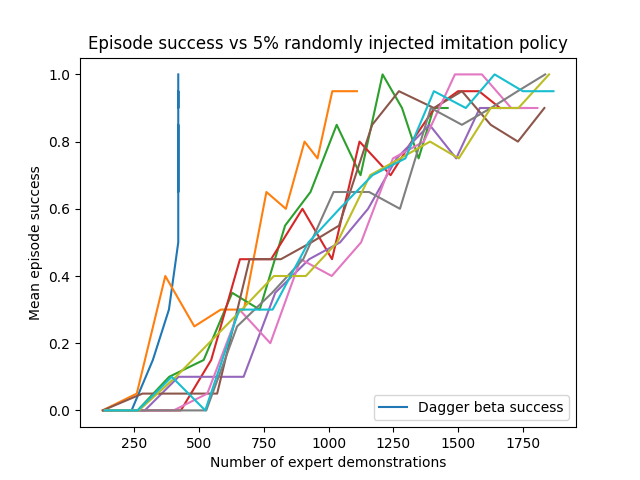 Episode success vs 5% randomly injected imitation policy
1.0
0.8
0.6
0.4
0.2
0.0
Mean episode success
Dagger beta success
250 500 750 1000 1250 1500 1750
Number of expert demonstrations